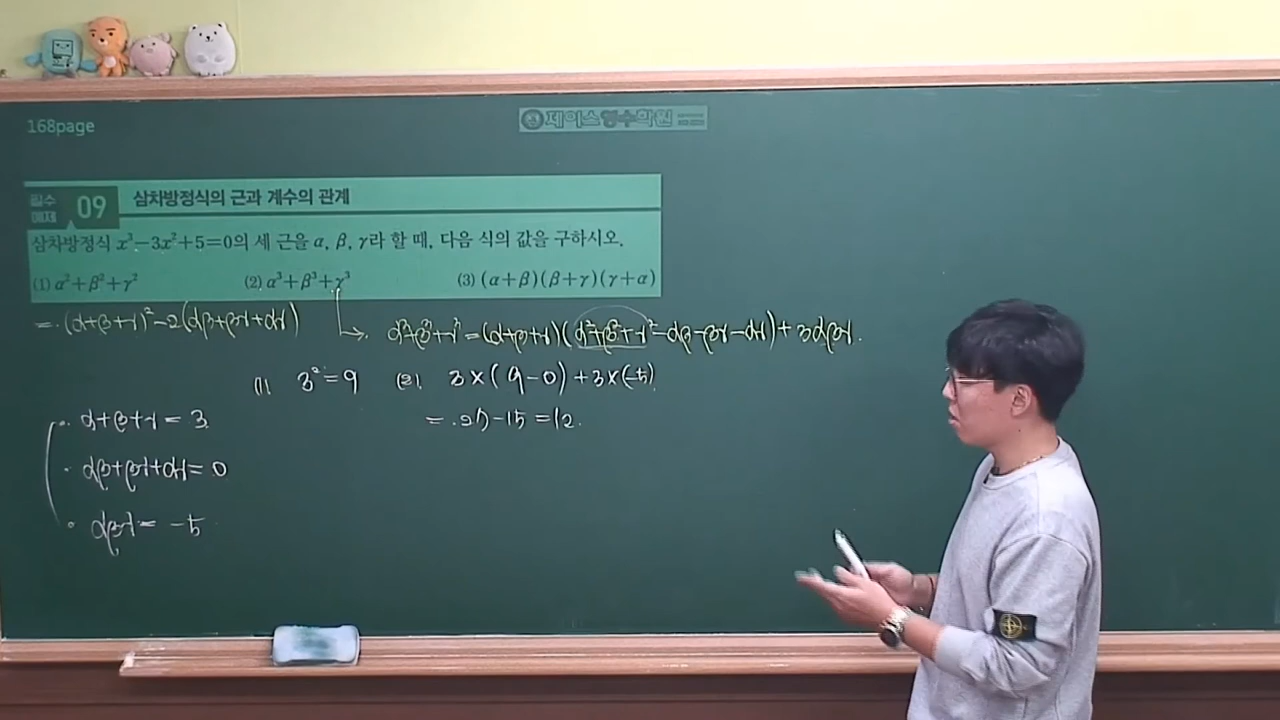 168page
제이스영수학원
필수 예제 09 삼차방정식의 근과 계수의 관계
삼차방정식 x³−3x²+5=0의 세 근을 α, β, γ라 할 때, 다음 식의 값을 구하시오.
(1) α²+β²+γ² (2) α³+β³+γ³ (3) (α+β)(β+γ)(γ+α)
= (α+β+γ)²−2(αβ+βγ+αγ)
α³+β³+γ³=(α+β+γ)(α²+β²+γ²−αβ−βγ−αγ)+3αβγ.
(1) 3²=9 (2) 3×(9−0)+3×(−5)
=27−15=12.
α+β+γ=3
αβ+βγ+αγ=0
αβγ=−5